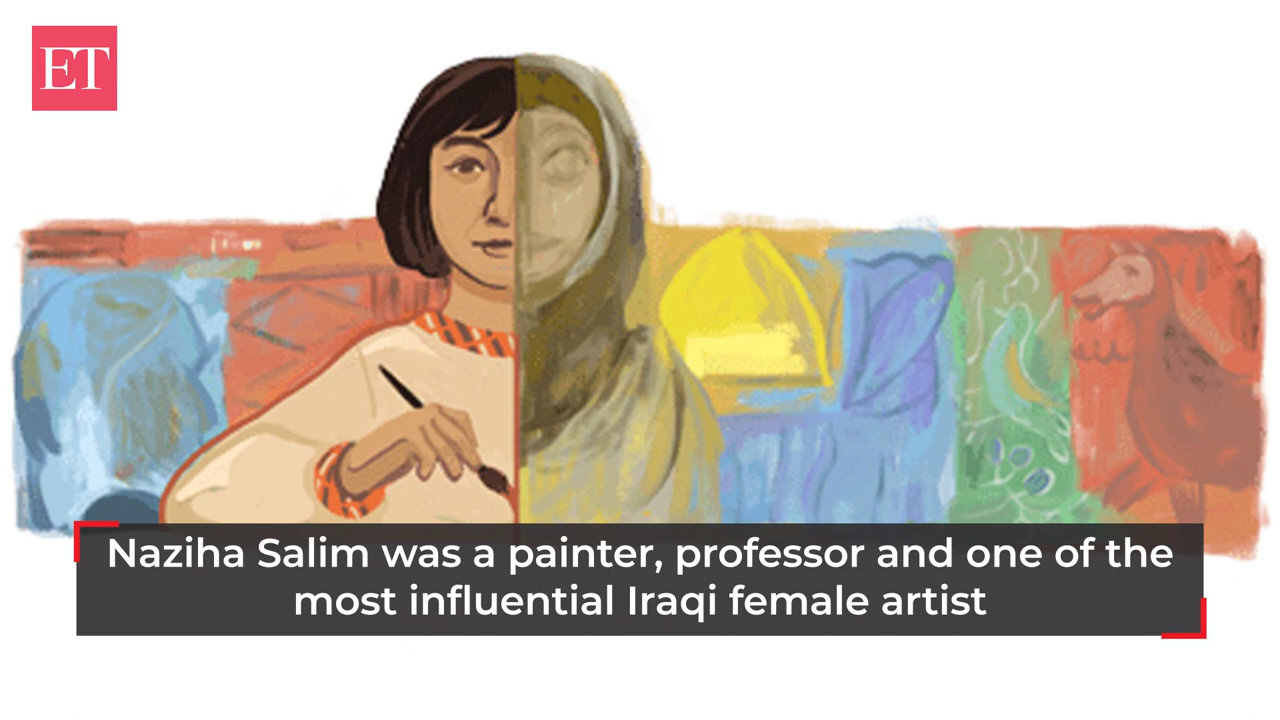 ET
Naziha Salim was a painter, professor and one of the
most influential Iraqi female artist